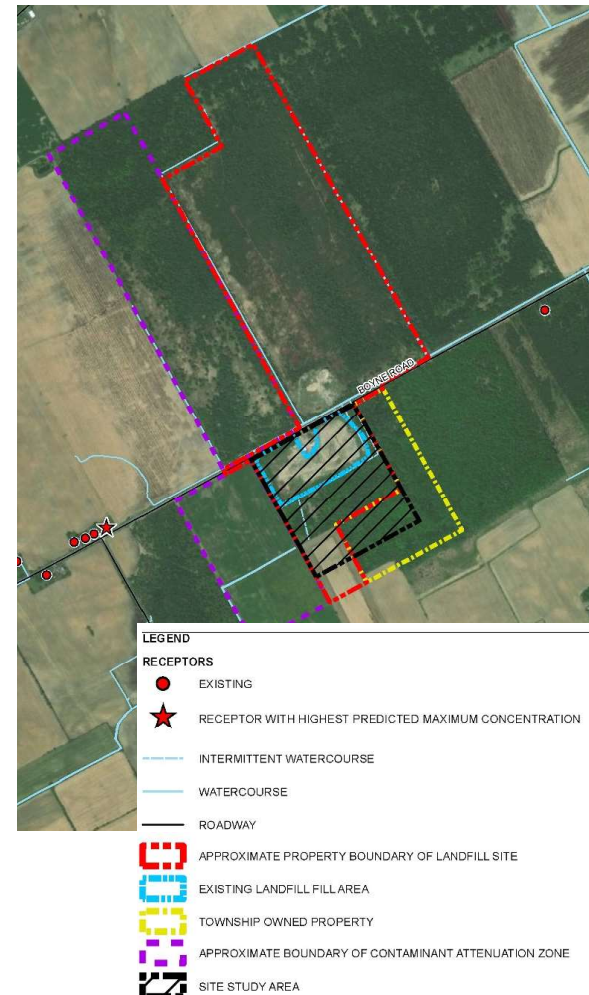 BOYNE ROAD
LEGEND
RECEPTORS
EXISTING
RECEPTOR WITH HIGHEST PREDICTED MAXIMUM CONCENTRATION
INTERMITTENT WATERCOURSE
WATERCOURSE
ROADWAY
APPROXIMATE PROPERTY BOUNDARY OF LANDFILL SITE
EXISTING LANDFILL FILL AREA
TOWNSHIP OWNED PROPERTY
APPROXIMATE BOUNDARY OF CONTAMINANT ATTENUATION ZONE
SITE STUDY AREA